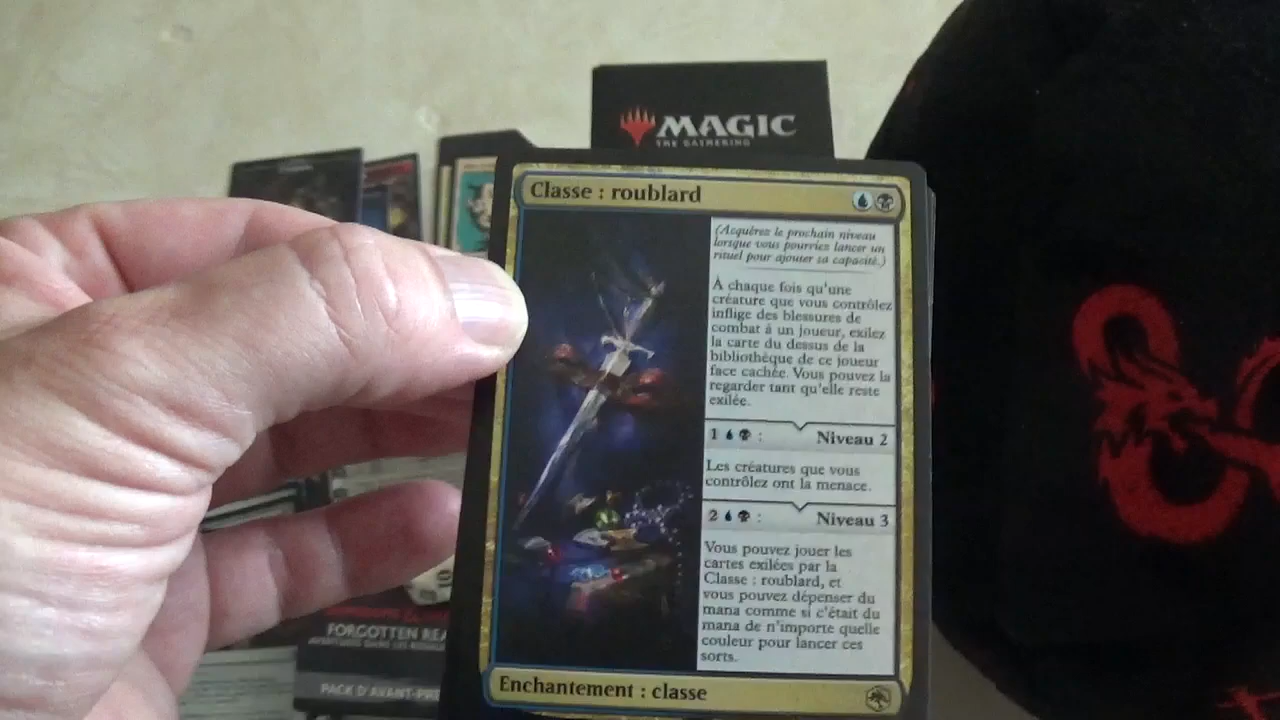 MAGIC
THE GATHERING
Classe : roublard
(Acquérez le prochain niveau
lorsque vous pourriez lancer un
rituel pour ajouter sa capacité.)
À chaque fois qu'une
créature que vous contrôlez
inflige des blessures de
combat à un joueur, exilez
la carte du dessus de la
bibliothèque de ce joueur
face cachée. Vous pouvez la
regarder tant qu'elle reste
exilée.
1 : Niveau 2
Les créatures que vous
contrôlez ont la menace.
2 : Niveau 3
Vous pouvez jouer les
cartes exilées par la
Classe : roublard, et
vous pouvez dépenser du
mana comme si c'était du
mana de n'importe quelle
couleur pour lancer ces
sorts.
Enchantement : classe
FORGOTTEN REA
PACK D'AVANT-PRE